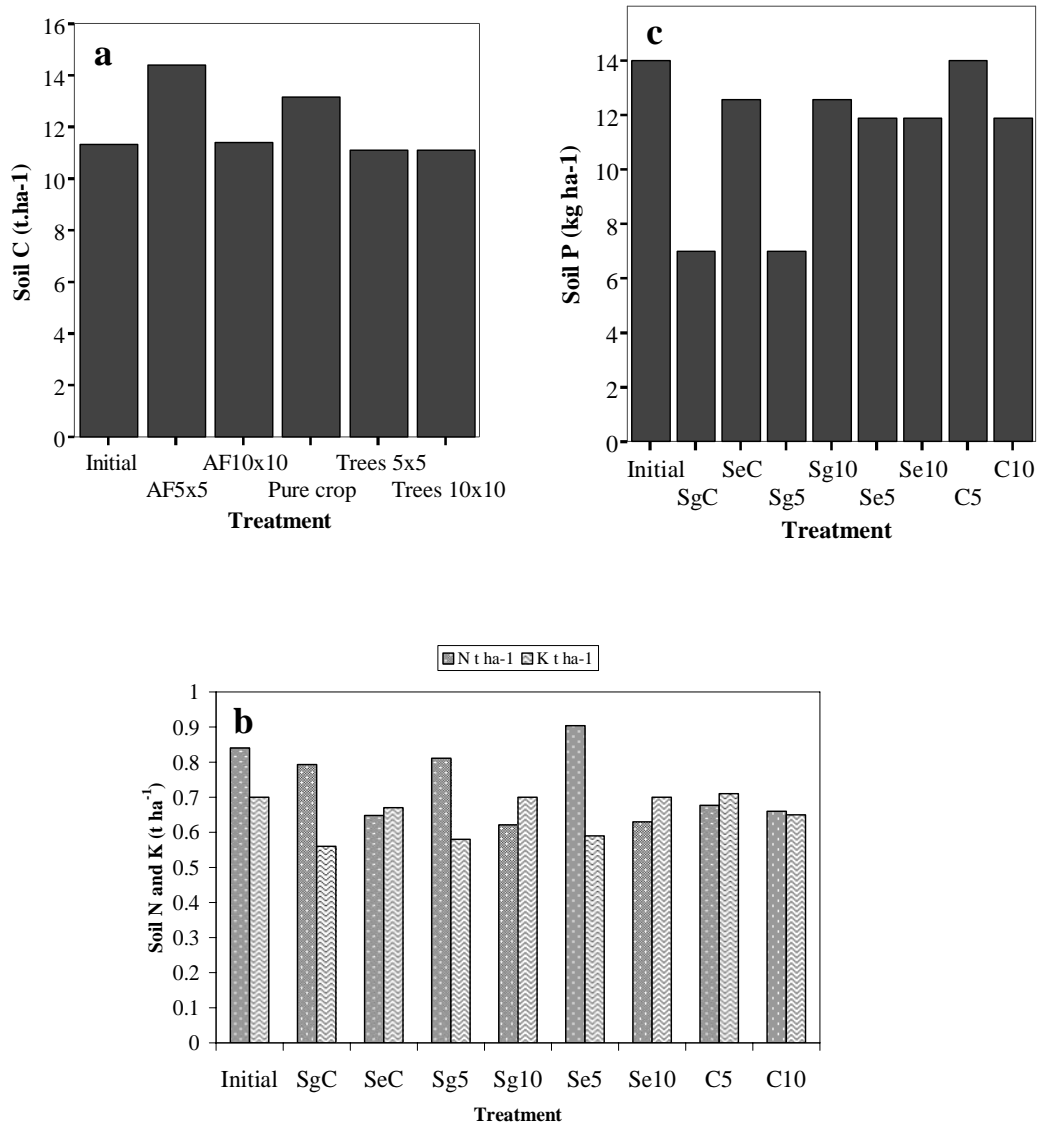 a
Soil C (t.ha-1)
16
14
12
10
8
6
4
2
0
Initial AF10x10 Trees 5x5
AF5x5 Pure crop Trees 10x10
Treatment
c
Soil P (kg ha-1)
14
12
10
8
6
4
2
0
Initial SeC Sg10 Se10 C10
SgC Sg5 Se5 C5
Treatment
N t ha-1 K t ha-1
b
Soil N and K (t ha-1)
1
0.9
0.8
0.7
0.6
0.5
0.4
0.3
0.2
0.1
0
Initial SgC SeC Sg5 Sg10 Se5 Se10 C5 C10
Treatment